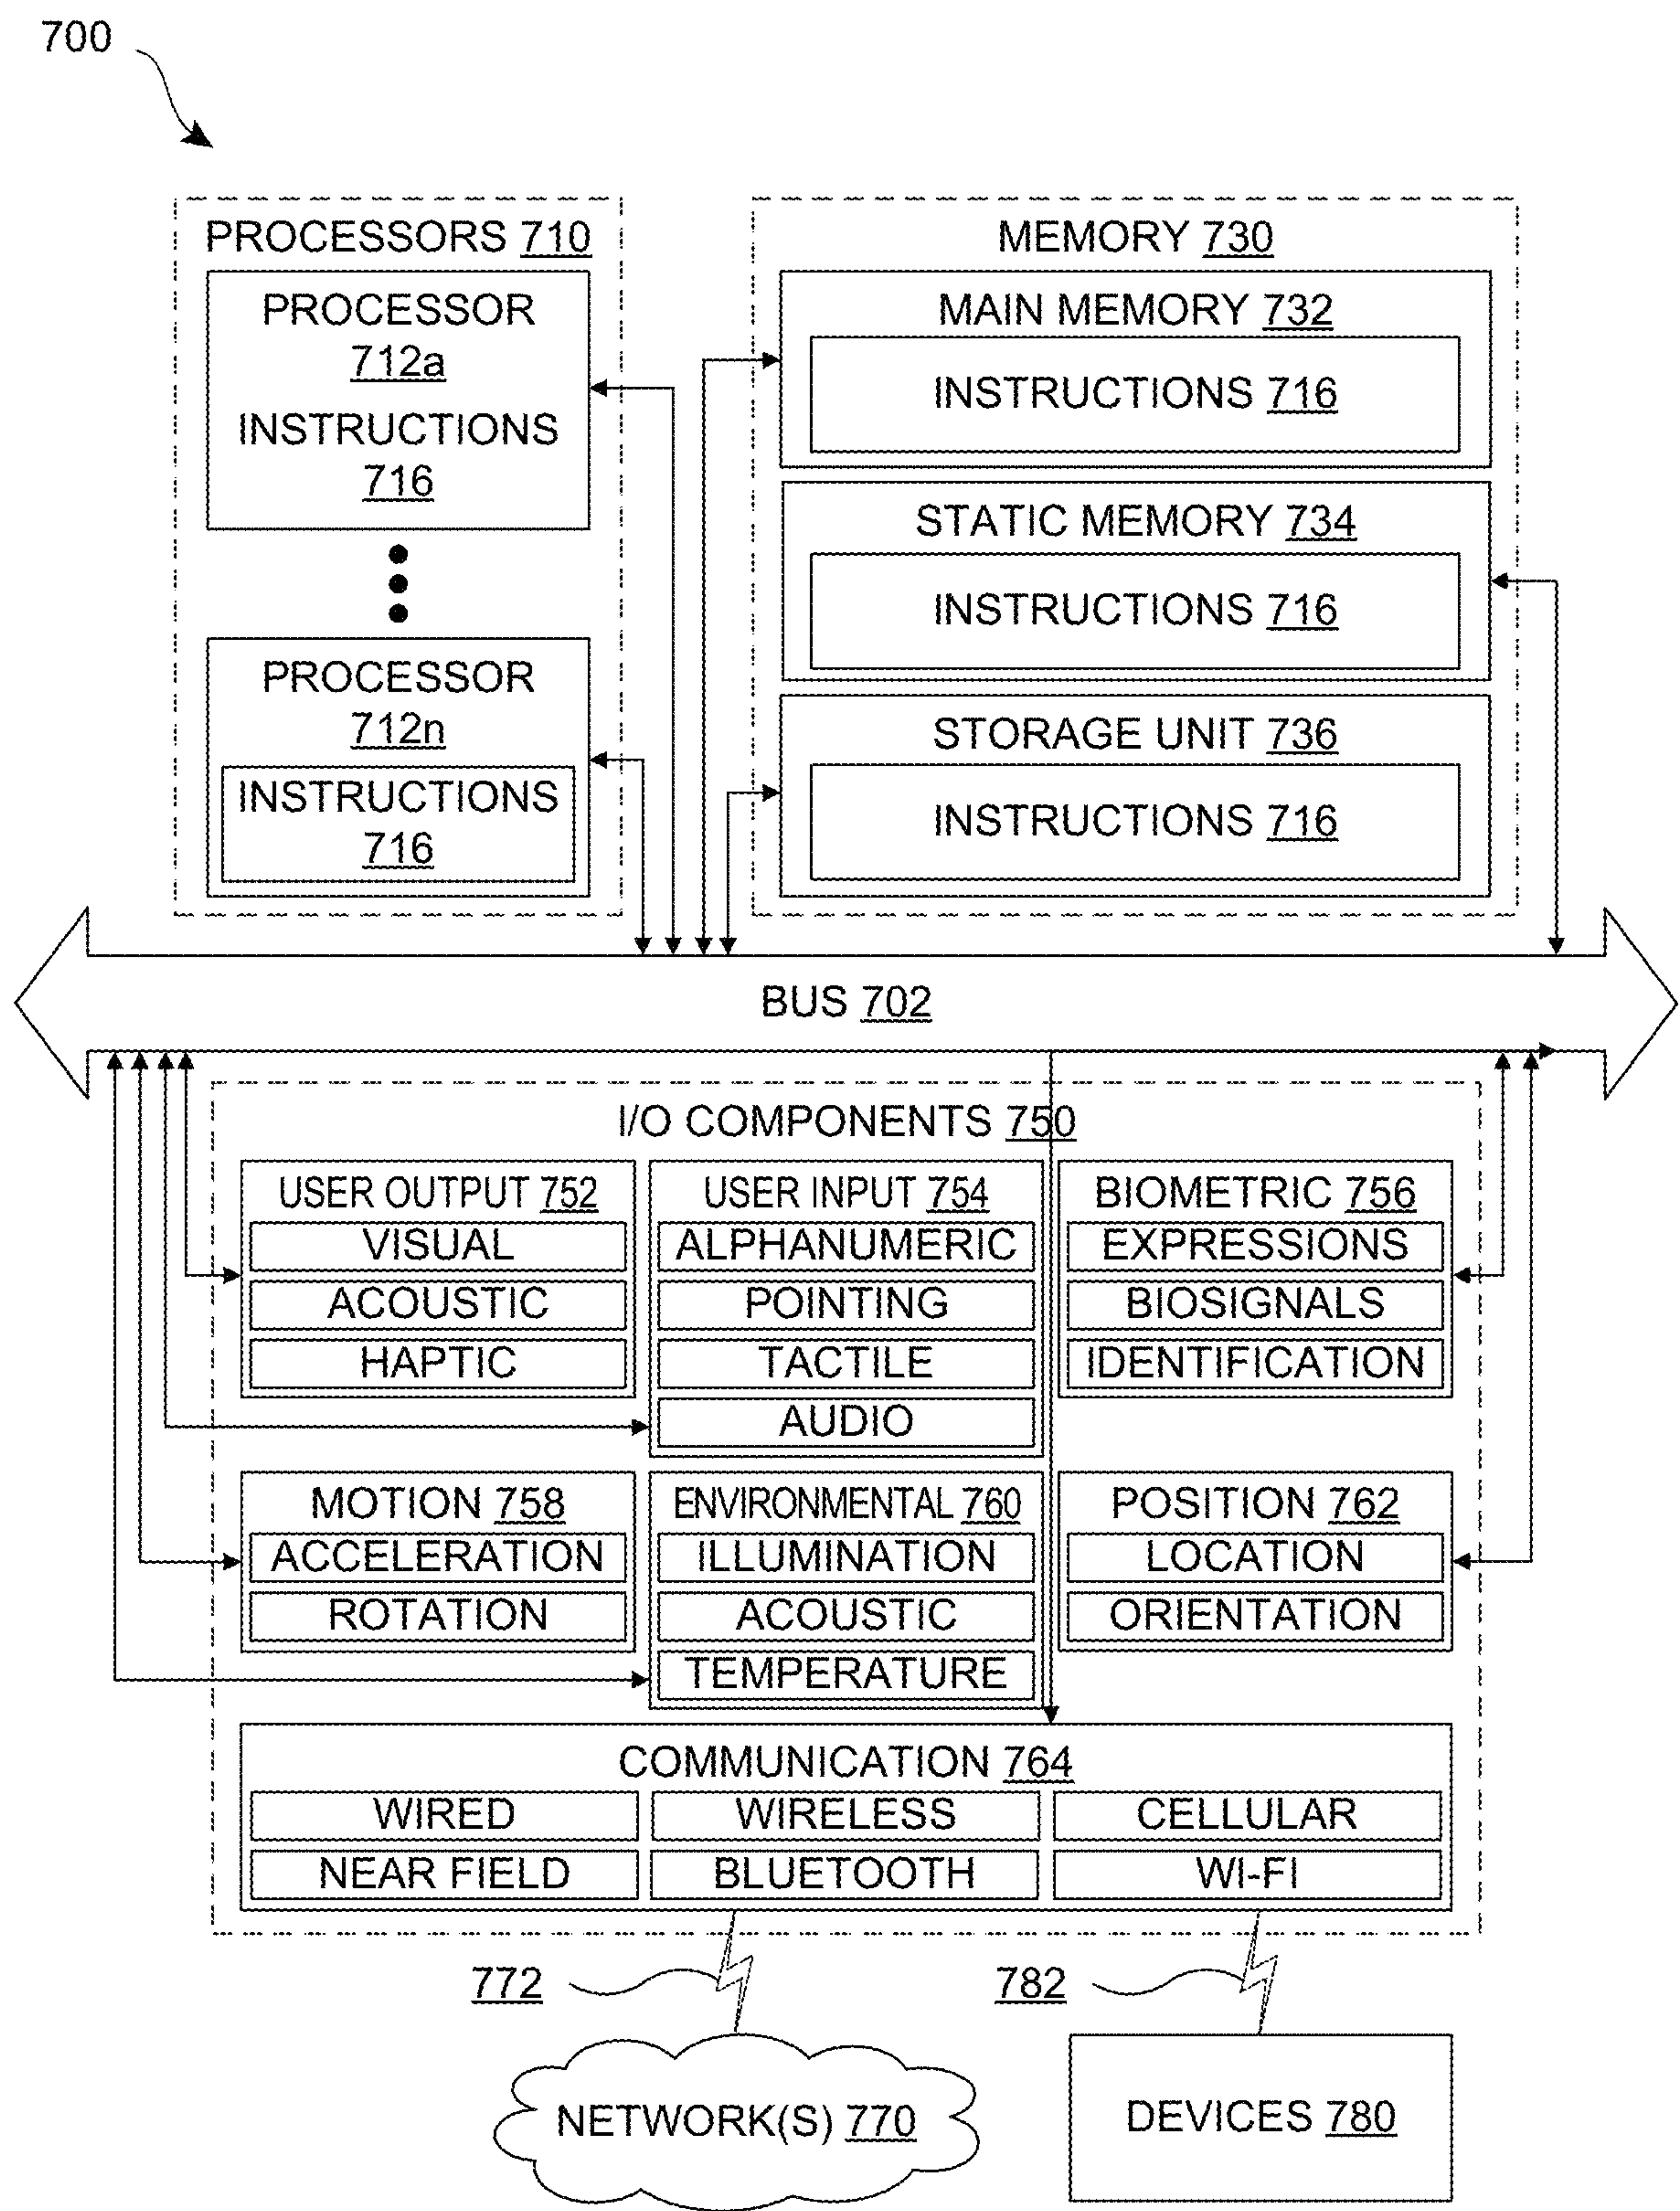 700
PROCESSORS 710
PROCESSOR
712a
INSTRUCTIONS
716
PROCESSOR
712n
INSTRUCTIONS
716
MEMORY 730
MAIN MEMORY 732
INSTRUCTIONS 716
STATIC MEMORY 734
INSTRUCTIONS 716
STORAGE UNIT 736
INSTRUCTIONS 716
BUS 702
I/O COMPONENTS 750
USER OUTPUT 752
VISUAL
ACOUSTIC
HAPTIC
USER INPUT 754
ALPHANUMERIC
POINTING
TACTILE
AUDIO
BIOMETRIC 756
EXPRESSIONS
BIOSIGNALS
IDENTIFICATION
MOTION 758
ACCELERATION
ROTATION
ENVIRONMENTAL 760
ILLUMINATION
ACOUSTIC
TEMPERATURE
POSITION 762
LOCATION
ORIENTATION
COMMUNICATION 764
WIRED
WIRELESS
CELLULAR
NEAR FIELD
BLUETOOTH
WI-FI
772
782
NETWORK(S) 770
DEVICES 780